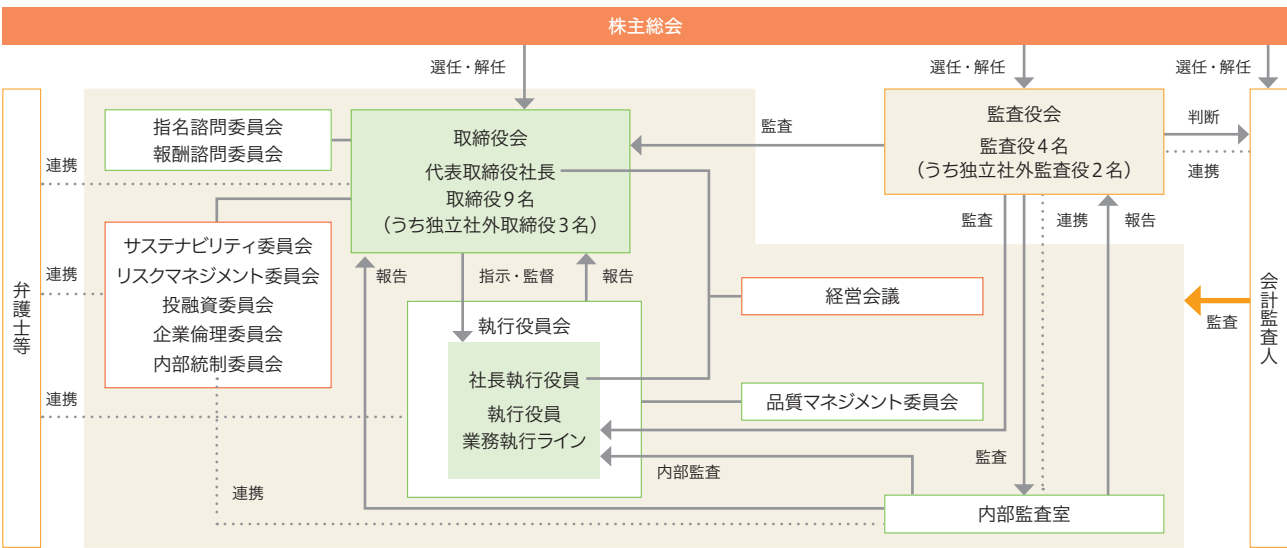 株主総会
選任・解任
選任・解任
選任・解任
弁護士等
指名諮問委員会
報酬諮問委員会
取締役会
代表取締役社長
取締役9名
(うち独立社外取締役3名)
監査
監査役会
監査役4名
(うち独立社外監査役2名)
判断
連携
会計監査人
連携
監査
連携
報告
サステナビリティ委員会
リスクマネジメント委員会
投融資委員会
企業倫理委員会
内部統制委員会
連携
報告
指示・監督
報告
経営会議
監査
執行役員会
社長執行役員
執行役員
業務執行ライン
品質マネジメント委員会
連携
監査
内部監査
連携
内部監査室